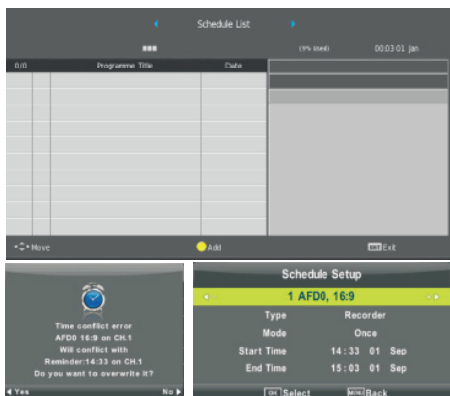 Schedule List
(9% Used) 00:03 01 Jan
0/0 Programme Title Date
Move Add EXIT Exit
Time conflict error
AFD0 16:9 on CH.1
Will conflict with
Reminder:14:33 on CH.1
Do you want to overwrite it?
Yes No
Schedule Setup
1 AFD0, 16:9
Type Recorder
Mode Once
Start Time 14:33 01 Sep
End Time 15:03 01 Sep
OK Select MENU Back